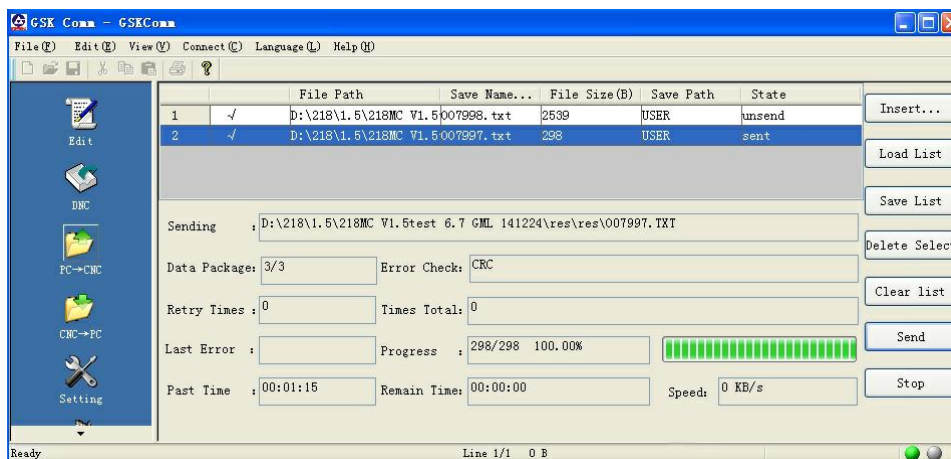 GSK Comm - GSKComm
File(F) Edit(E) View(V) Connect(C) Language(L) Help(H)
File Path Save Name... File Size(B) Save Path State
1 √ D:\218\1.5\218MC V1.5 007998.txt 2539 USER unsend
2 √ D:\218\1.5\218MC V1.5 007997.txt 298 USER sent
Edit
DNC
PC→CNC
CNC→PC
Setting
Sending : D:\218\1.5\218MC V1.5test 6.7 GML 141224\res\res\007997.TXT
Data Package: 3/3 Error Check: CRC
Retry Times : 0 Times Total: 0
Last Error : Progress : 298/298 100.00%
Past Time : 00:01:15 Remain Time: 00:00:00 Speed: 0 KB/s
Insert...
Load List
Save List
Delete Selec
Clear list
Send
Stop
Ready Line 1/1 0 B